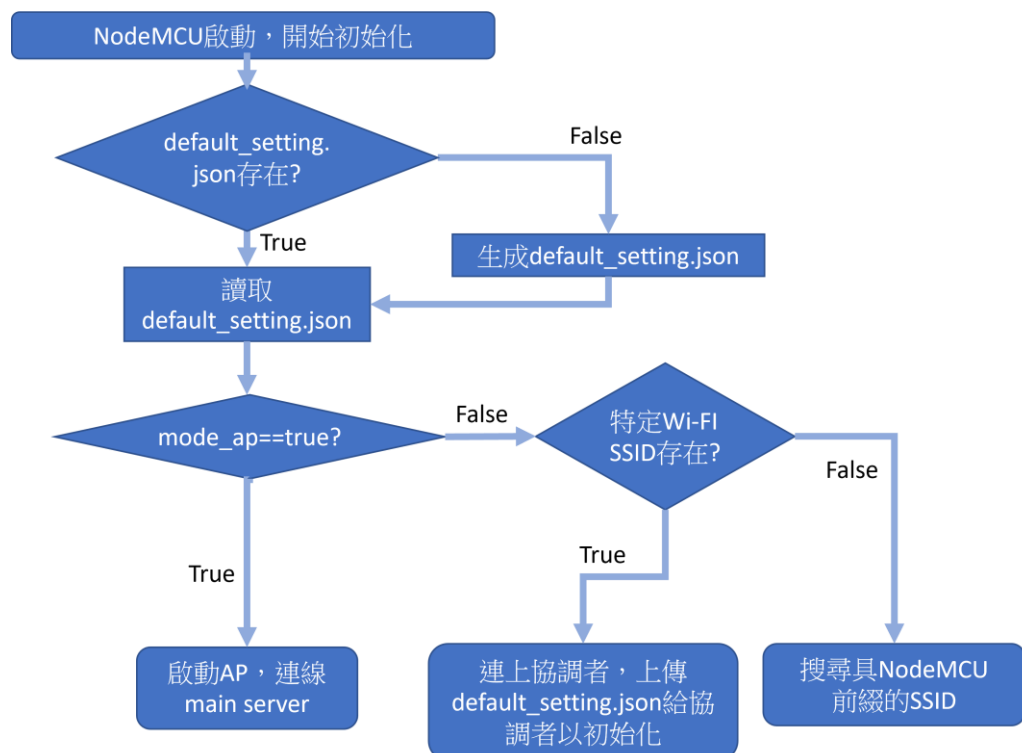 NodeMCU啟動，開始初始化
default_setting.
json存在?
False
True
生成default_setting.json
讀取
default_setting.json
mode_ap==true?
False
特定Wi-FI
SSID存在?
False
True
True
啟動AP，連線
main server
連上協調者，上傳
default_setting.json給協
調者以初始化
搜尋具NodeMCU
前綴的SSID